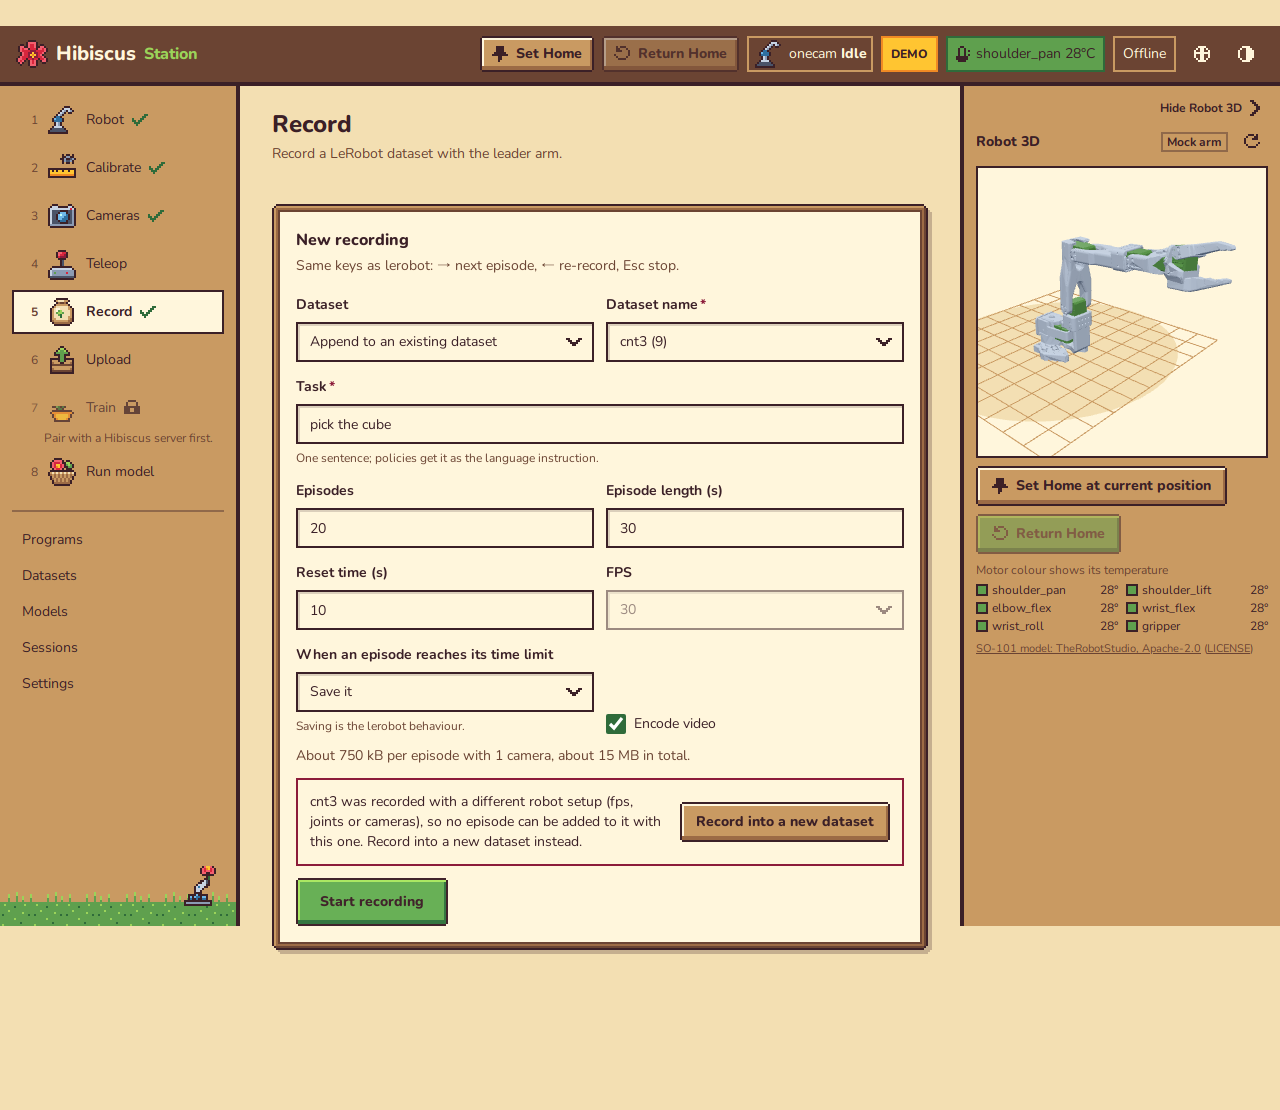 Hibiscus Station
Set Home
Return Home
onecam Idle
DEMO
shoulder_pan 28°C
Offline
1 Robot
2 Calibrate
3 Cameras
4 Teleop
5 Record
6 Upload
7 Train
Pair with a Hibiscus server first.
8 Run model
Programs
Datasets
Models
Sessions
Settings
Record
Record a LeRobot dataset with the leader arm.
New recording
Same keys as lerobot: → next episode, ← re-record, Esc stop.
Dataset
Append to an existing dataset
Dataset name *
cnt3 (9)
Task *
pick the cube
One sentence; policies get it as the language instruction.
Episodes
20
Episode length (s)
30
Reset time (s)
10
FPS
30
When an episode reaches its time limit
Save it
Saving is the lerobot behaviour.
Encode video
About 750 kB per episode with 1 camera, about 15 MB in total.
cnt3 was recorded with a different robot setup (fps,
joints or cameras), so no episode can be added to it with
this one. Record into a new dataset instead.
Record into a new dataset
Start recording
Hide Robot 3D
Robot 3D
Mock arm
Set Home at current position
Return Home
Motor colour shows its temperature
shoulder_pan 28° shoulder_lift 28°
elbow_flex 28° wrist_flex 28°
wrist_roll 28° gripper 28°
SO-101 model: TheRobotStudio, Apache-2.0 (LICENSE)